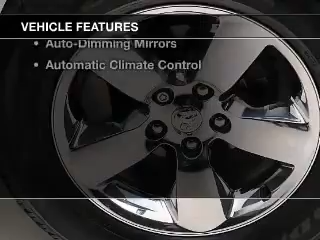 VEHICLE FEATURES
• Auto-Dimming Mirrors
• Automatic Climate Control